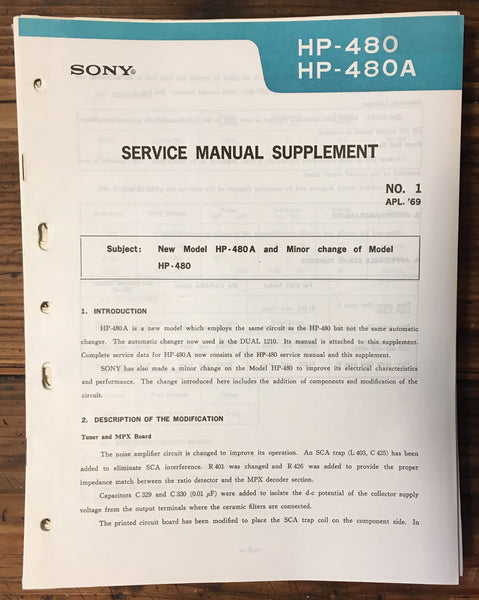 HP-480
HP-480A
SONY®
SERVICE MANUAL SUPPLEMENT
NO. 1
APL. '69
Subject: New Model HP-480A and Minor change of Model
HP-480
1. INTRODUCTION
HP-480A is a new model which employs the same circuit as the HP-480 but not the same automatic
changer. The automatic changer now used is the DUAL 1210. Its manual is attached to this supplement.
Complete service data for HP-480A now consists of the HP-480 service manual and this supplement.
SONY has also made a minor change on the Model HP-480 to improve its electrical characteristics
and performance. The change introduced here includes the addition of components and modification of the
circuit.
2. DESCRIPTION OF THE MODIFICATION
Tuner and MPX Board
The noise amplifier circuit is changed to improve its operation. An SCA trap (L 403, C 425) has been
added to eliminate SCA interference. R 401 was changed and R 426 was added to provide the proper
impedance match between the ratio detector and the MPX decoder section.
Capacitors C 329 and C 330 (0.01 μF) were added to isolate the d-c potential of the collector supply
voltage from the output terminals where the ceramic filters are connected.
The printed circuit board has been modified to place the SCA trap coil on the component side. In